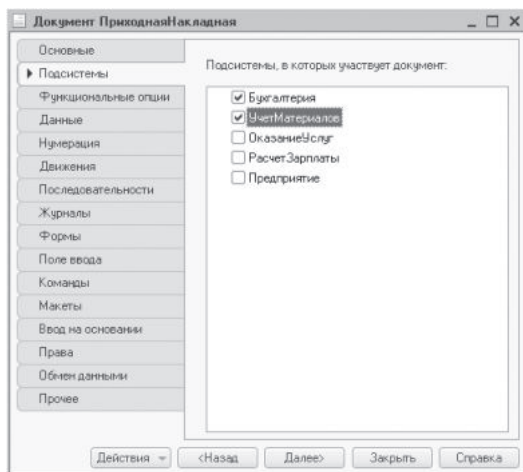 Документ ПриходнаяНакладная
Основные
Подсистемы
Функциональные опции
Данные
Нумерация
Движения
Последовательности
Журналы
Формы
Поле ввода
Команды
Макеты
Ввод на основании
Права
Обмен данными
Прочее
Подсистемы, в которых участвует документ:
Бухгалтерия
УчетМатериалов
ОказаниеУслуг
РасчетЗарплаты
Предприятие
Действия
<Назад
Далее>
Закрыть
Справка